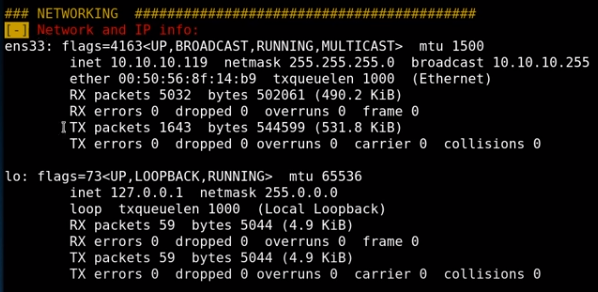 ### NETWORKING ##########################################
[-] Network and IP info:
ens33: flags=4163<UP,BROADCAST,RUNNING,MULTICAST>  mtu 1500
        inet 10.10.10.119  netmask 255.255.255.0  broadcast 10.10.10.255
        ether 00:50:56:8f:14:b9  txqueuelen 1000  (Ethernet)
        RX packets 5032  bytes 502061 (490.2 KiB)
        RX errors 0  dropped 0  overruns 0  frame 0
        TX packets 1643  bytes 544599 (531.8 KiB)
        TX errors 0  dropped 0 overruns 0  carrier 0  collisions 0

lo: flags=73<UP,LOOPBACK,RUNNING>  mtu 65536
        inet 127.0.0.1  netmask 255.0.0.0
        loop  txqueuelen 1000  (Local Loopback)
        RX packets 59  bytes 5044 (4.9 KiB)
        RX errors 0  dropped 0  overruns 0  frame 0
        TX packets 59  bytes 5044 (4.9 KiB)
        TX errors 0  dropped 0 overruns 0  carrier 0  collisions 0